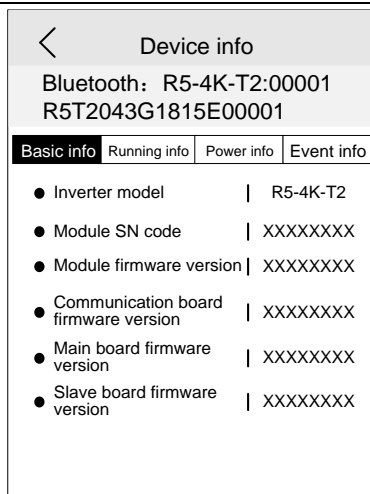 Device info
Bluetooth：R5-4K-T2:00001
R5T2043G1815E00001
Basic info Running info Power info Event info
● Inverter model | R5-4K-T2
● Module SN code | XXXXXXXX
● Module firmware version | XXXXXXXX
● Communication board
firmware version | XXXXXXXX
● Main board firmware
version | XXXXXXXX
● Slave board firmware
version | XXXXXXXX